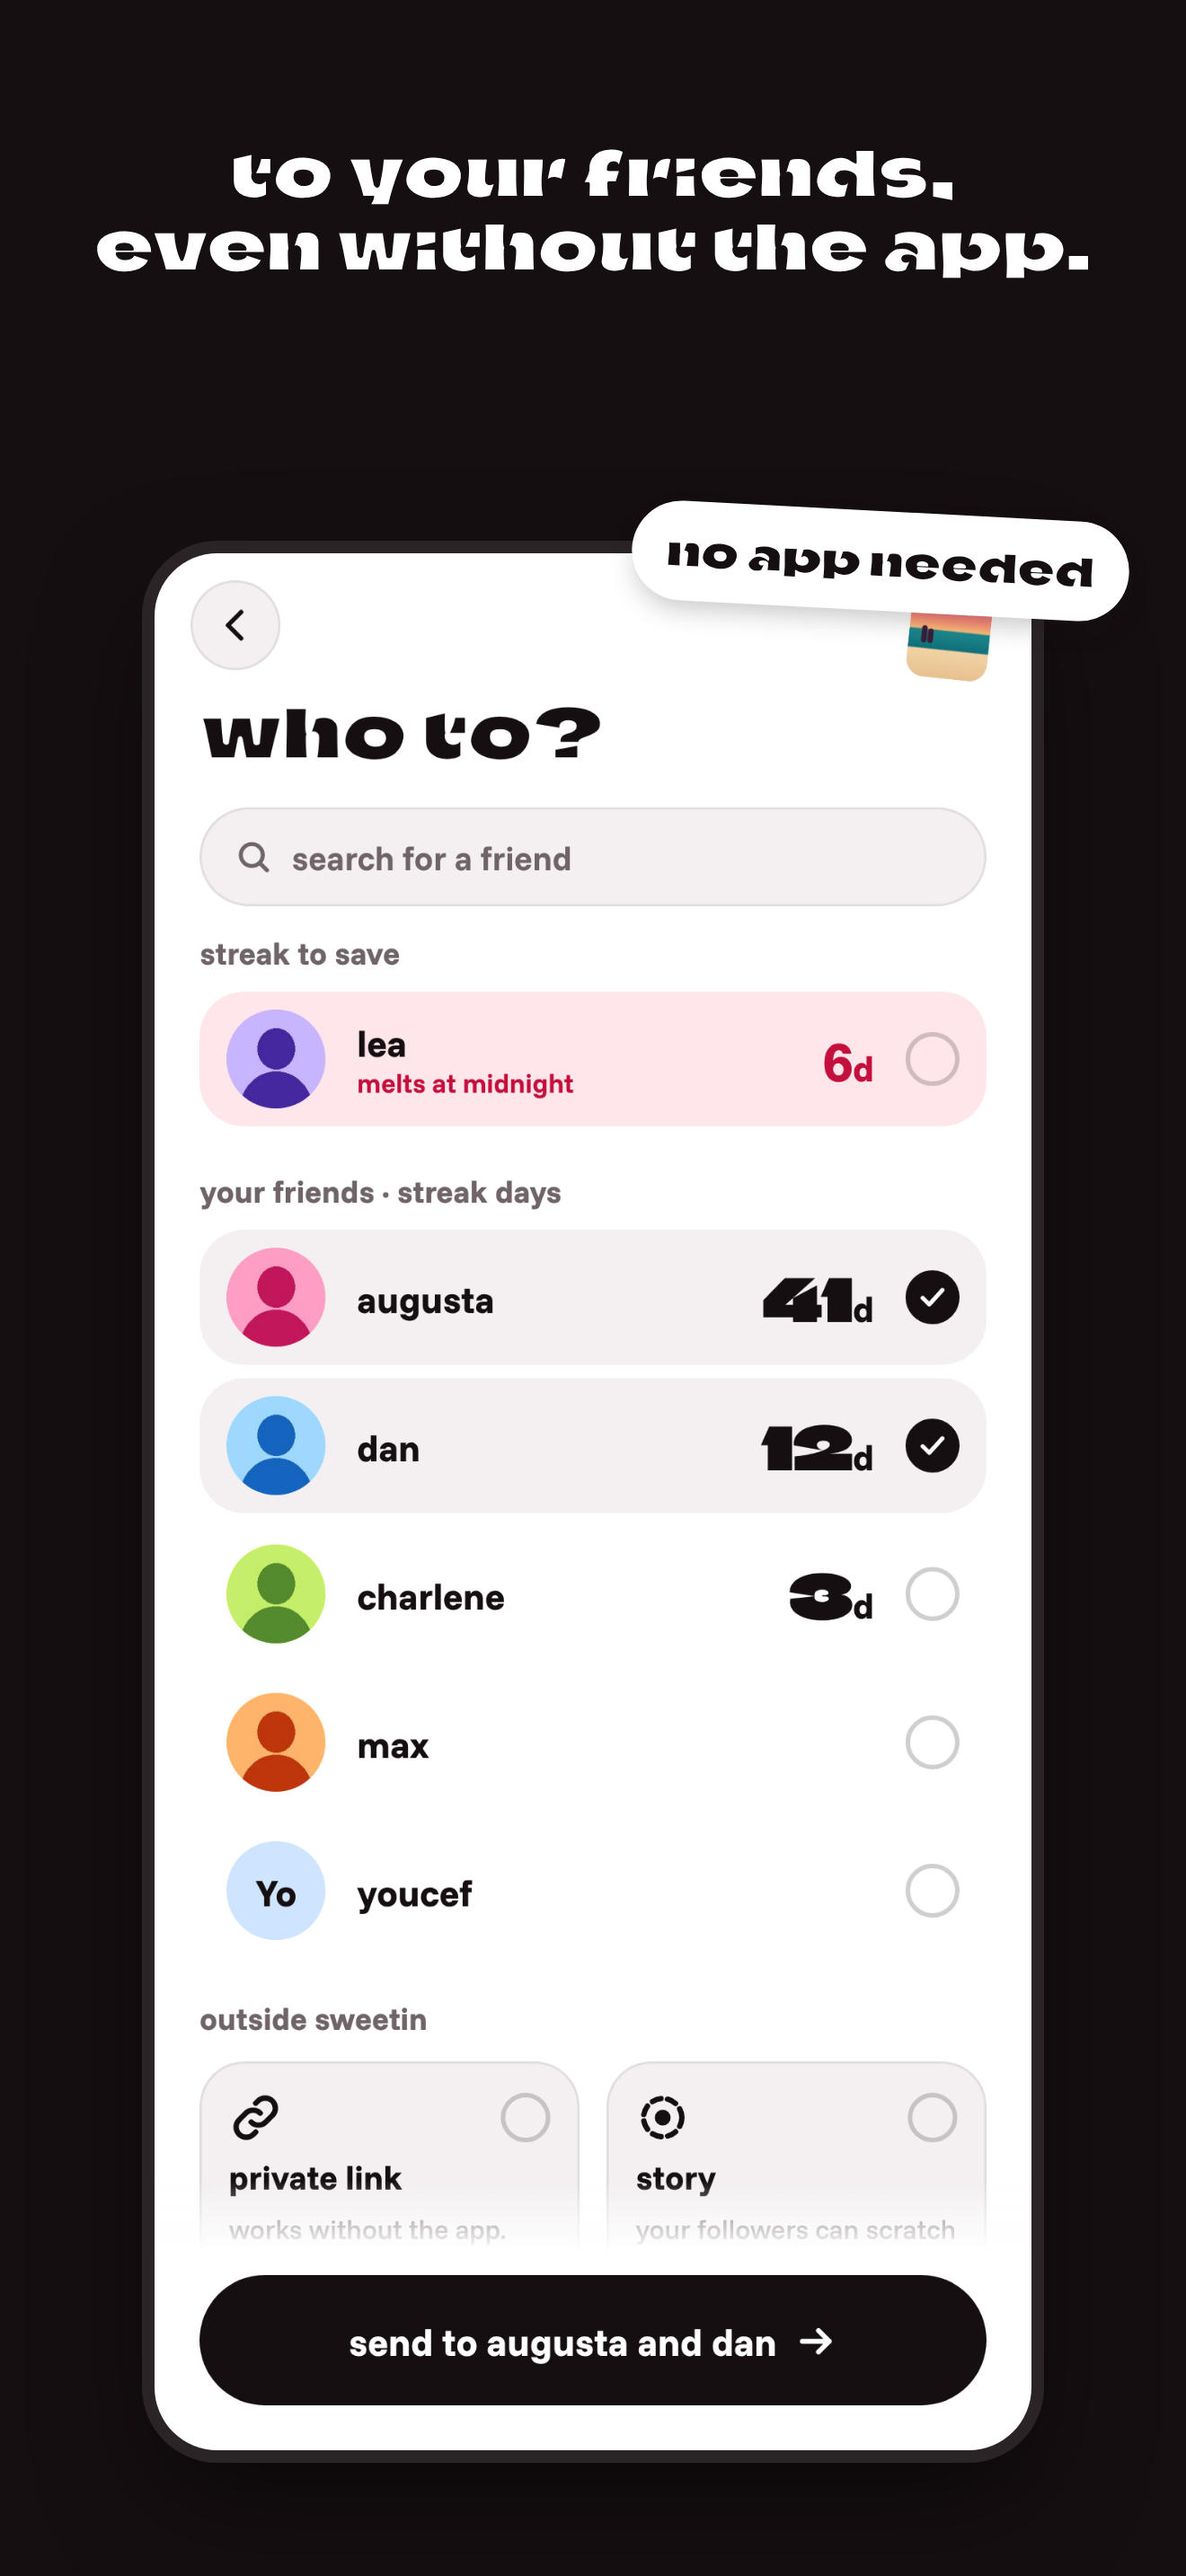 to your friends.
even without the app.
no app needed
who to?
search for a friend
streak to save
lea
melts at midnight
6d
your friends · streak days
augusta
41d
dan
12d
charlene
3d
max
Yo
youcef
outside sweetin
private link
works without the app.
story
your followers can scratch
send to augusta and dan →